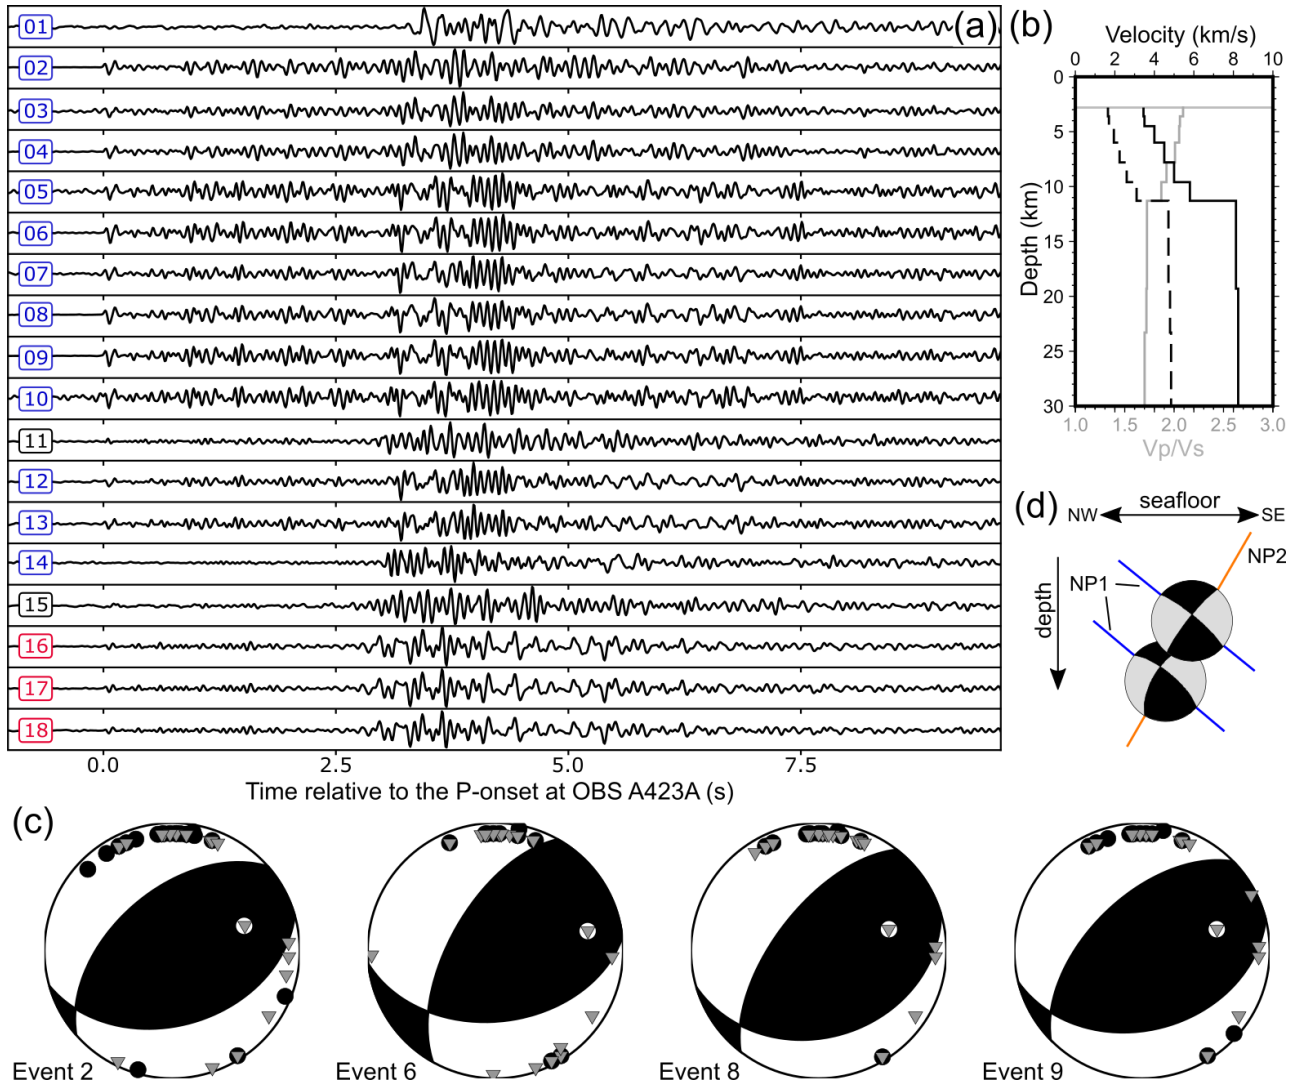 (a)
01
02
03
04
05
06
07
08
09
10
11
12
13
14
15
16
17
18
0.0 2.5 5.0 7.5
Time relative to the P-onset at OBS A423A (s)
(b)
Velocity (km/s)
0 2 4 6 8 10
0
5
10
15
20
25
30
Depth (km)
1.0 1.5 2.0 2.5 3.0
Vp/Vs
(d)
seafloor
NW SE
NP2
NP1
depth
(c)
Event 2 Event 6 Event 8 Event 9